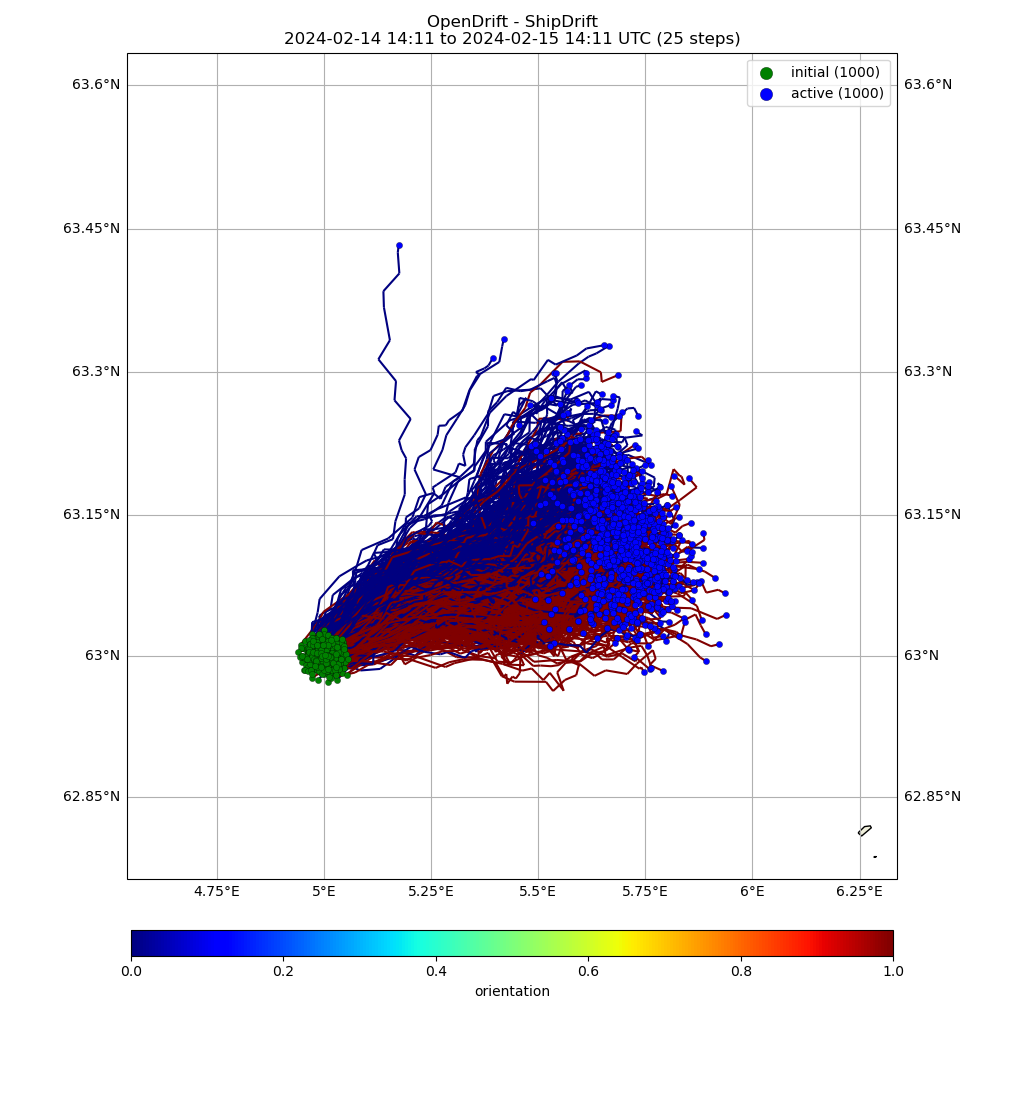 OpenDrift - ShipDrift
2024-02-14 14:11 to 2024-02-15 14:11 UTC (25 steps)
initial (1000)
active (1000)
63.6°N 63.6°N
63.45°N 63.45°N
63.3°N 63.3°N
63.15°N 63.15°N
63°N 63°N
62.85°N 62.85°N
4.75°E 5°E 5.25°E 5.5°E 5.75°E 6°E 6.25°E
0.0 0.2 0.4 0.6 0.8 1.0
orientation